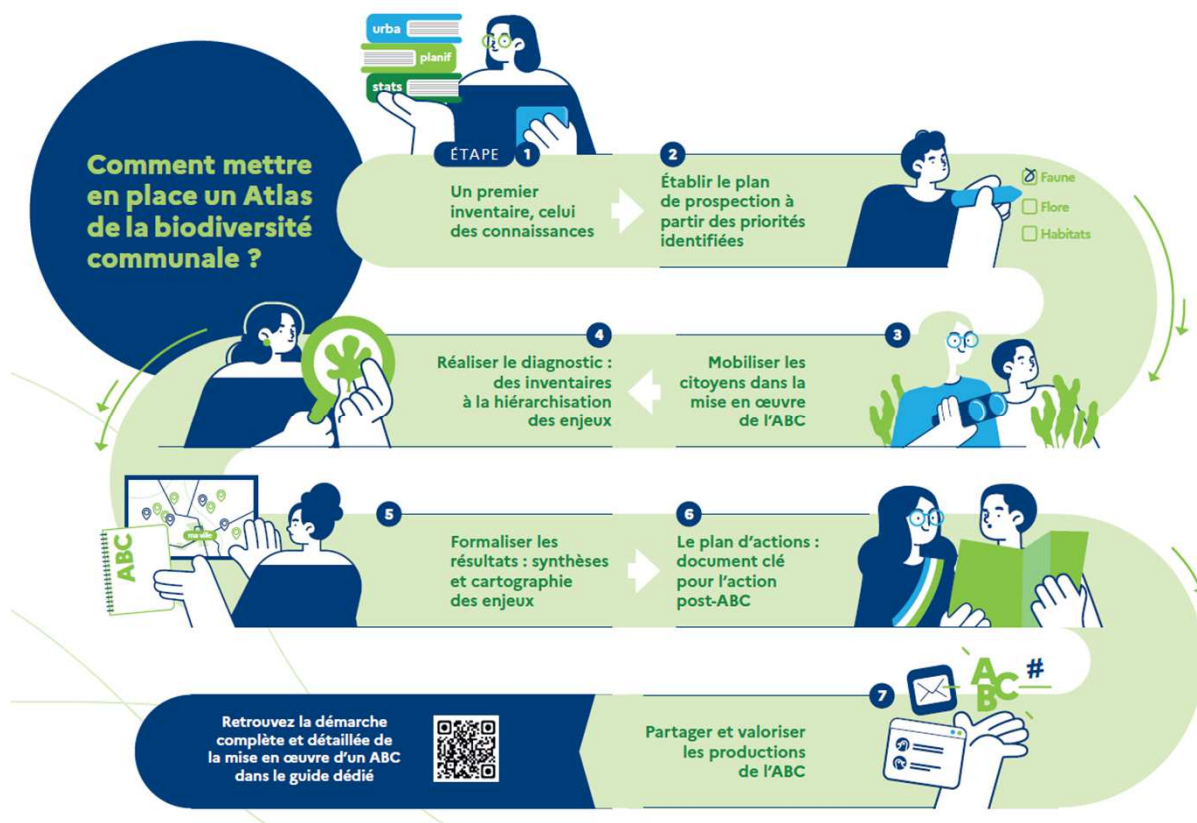 urba
planif
stats
Comment mettre
en place un Atlas
de la biodiversité
communale ?
ÉTAPE 1
Un premier
inventaire, celui
des connaissances
2
Établir le plan
de prospection à
partir des priorités
identifiées
Faune
Flore
Habitats
3
Mobiliser les
citoyens dans la
mise en œuvre
de l'ABC
4
Réaliser le diagnostic :
des inventaires
à la hiérarchisation
des enjeux
ma ville
ABC
5
Formaliser les
résultats : synthèses
et cartographie
des enjeux
6
Le plan d'actions :
document clé
pour l'action
post-ABC
7
Partager et valoriser
les productions
de l'ABC
ABC #
Retrouvez la démarche
complète et détaillée de
la mise en œuvre d'un ABC
dans le guide dédié